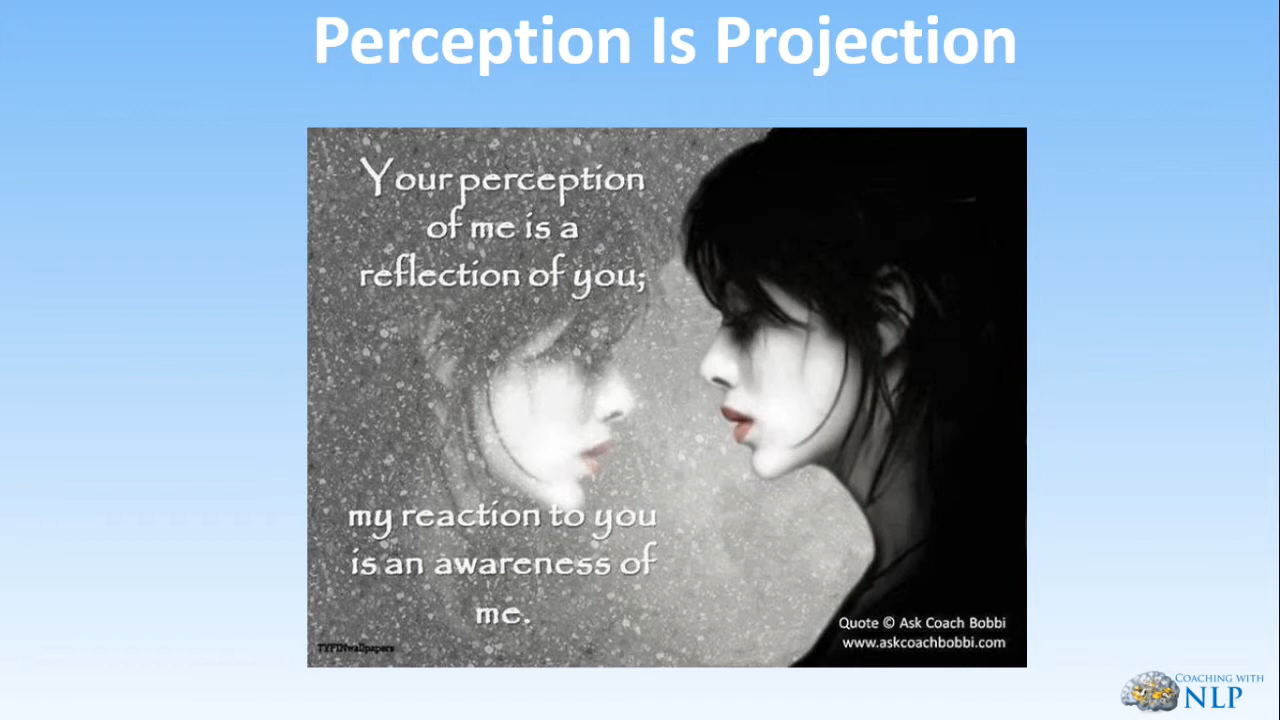 Perception Is Projection
Your perception
of me is a
reflection of you;
my reaction to you
is an awareness of
me.
Quote © Ask Coach Bobbi
www.askcoachbobbi.com
TYPINwallpapers
COACHING WITH
NLP